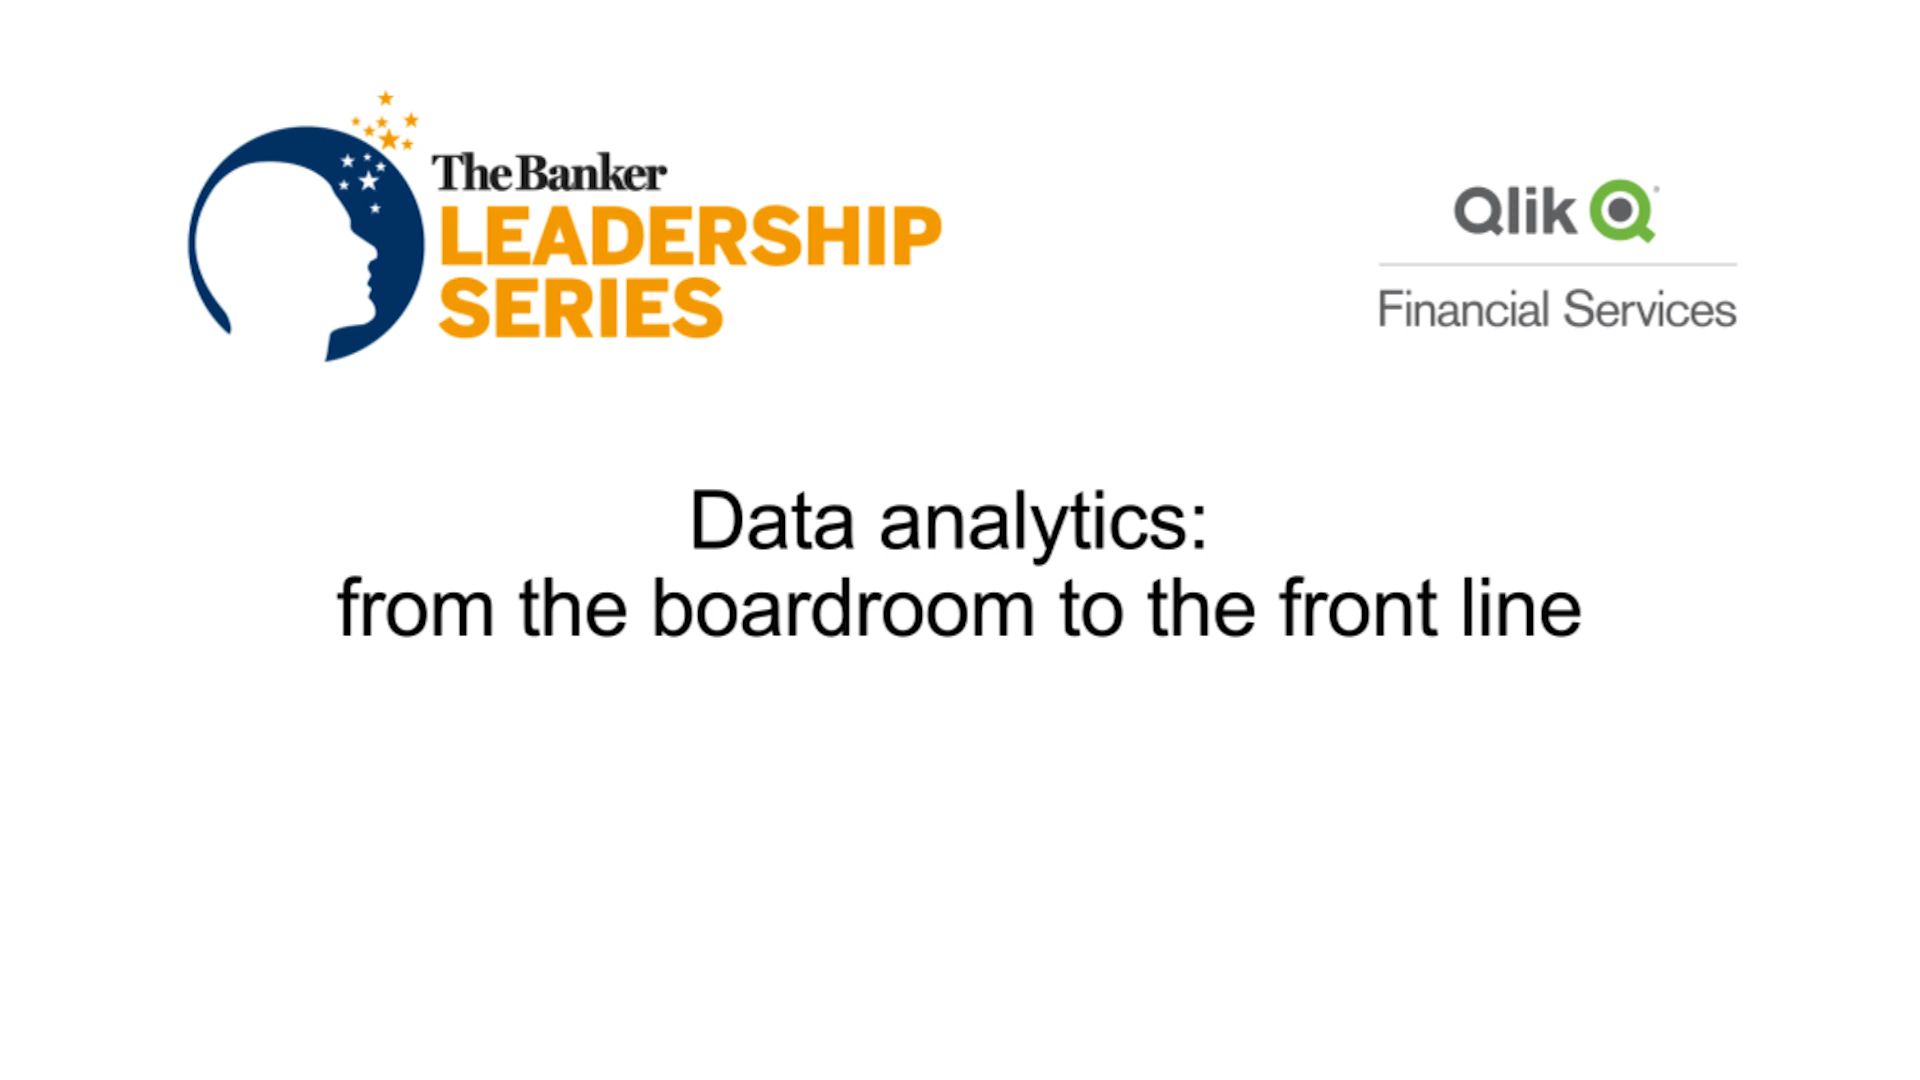 The Banker
LEADERSHIP
SERIES
Qlik
Financial Services
Data analytics:
from the boardroom to the front line